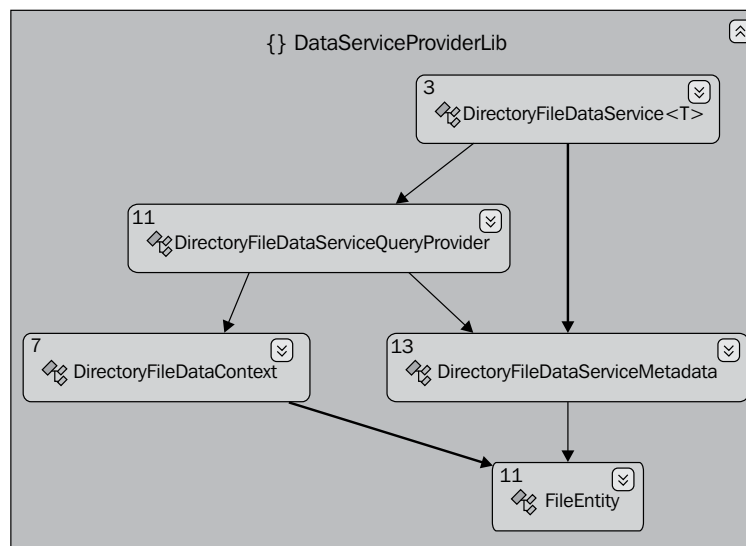 {} DataServiceProviderLib
3
DirectoryFileDataService<T>
11
DirectoryFileDataServiceQueryProvider
7
DirectoryFileDataContext
13
DirectoryFileDataServiceMetadata
11
FileEntity